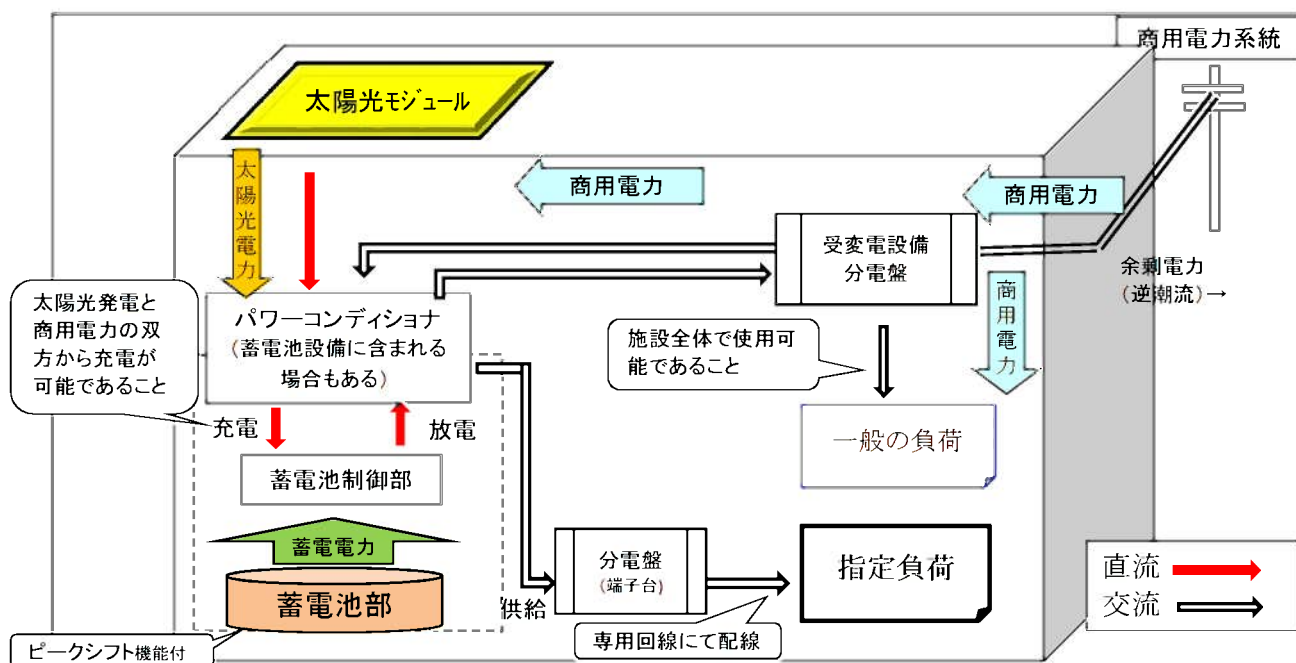 商用電力系統
太陽光モジュール
太陽光電力
商用電力
商用電力
受変電設備
分電盤
余剰電力
(逆潮流)→
商用電力
太陽光発電と
商用電力の双
方から充電が
可能であること
パワーコンディショナ
(蓄電池設備に含まれる
場合もある)
施設全体で使用可
能であること
充電
放電
一般の負荷
蓄電池制御部
蓄電電力
蓄電池部
ピークシフト機能付
供給
分電盤
(端子台)
指定負荷
専用回線にて配線
直流
交流